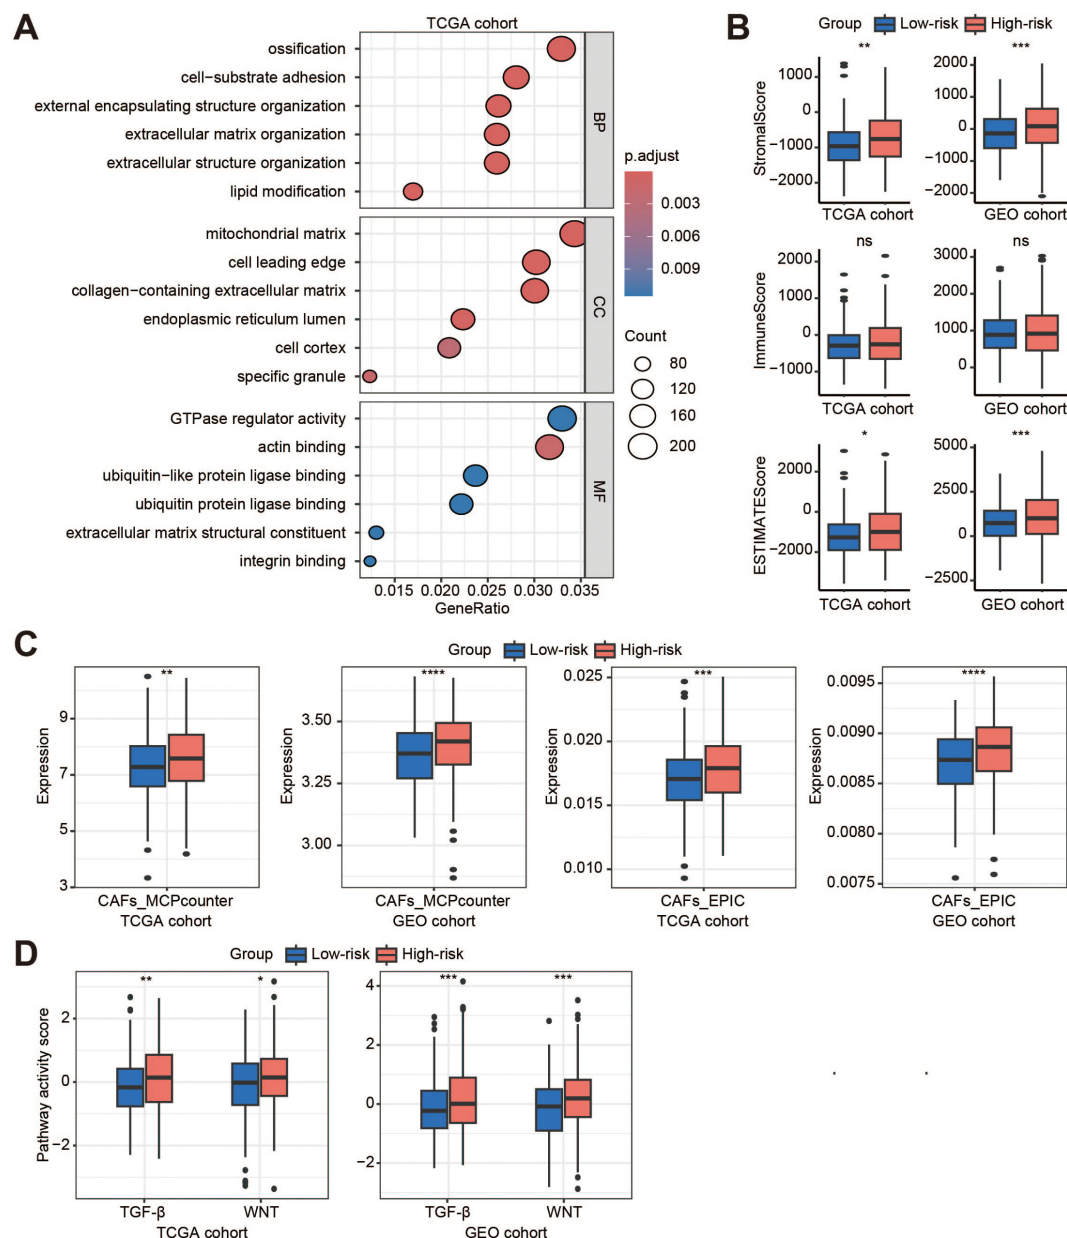 A
TCGA cohort
ossification
cell−substrate adhesion
external encapsulating structure organization
extracellular matrix organization
extracellular structure organization
lipid modification
BP
mitochondrial matrix
cell leading edge
collagen−containing extracellular matrix
endoplasmic reticulum lumen
cell cortex
specific granule
CC
GTPase regulator activity
actin binding
ubiquitin−like protein ligase binding
ubiquitin protein ligase binding
extracellular matrix structural constituent
integrin binding
MF
0.015 0.020 0.025 0.030 0.035
GeneRatio
p.adjust
0.003
0.006
0.009
Count
80
120
160
200
B
Group Low-risk High-risk
StromalScore
**
1000
0
−1000
−2000
TCGA cohort
***
2000
1000
0
−1000
−2000
GEO cohort
ImmuneScore
ns
2000
1000
0
−1000
TCGA cohort
ns
3000
2000
1000
0
GEO cohort
ESTIMATEScore
*
2000
0
−2000
TCGA cohort
***
5000
2500
0
−2500
GEO cohort
C
Group Low-risk High-risk
Expression
**
9
7
5
3
CAFs_MCPcounter
TCGA cohort
Expression
****
3.50
3.25
3.00
CAFs_MCPcounter
GEO cohort
Expression
***
0.025
0.020
0.015
0.010
CAFs_EPIC
TCGA cohort
Expression
****
0.0095
0.0090
0.0085
0.0080
0.0075
CAFs_EPIC
GEO cohort
D
Group Low-risk High-risk
Pathway activity score
** *
2
0
−2
TGF-β WNT
TCGA cohort
*** ***
4
2
0
−2
TGF-β WNT
GEO cohort